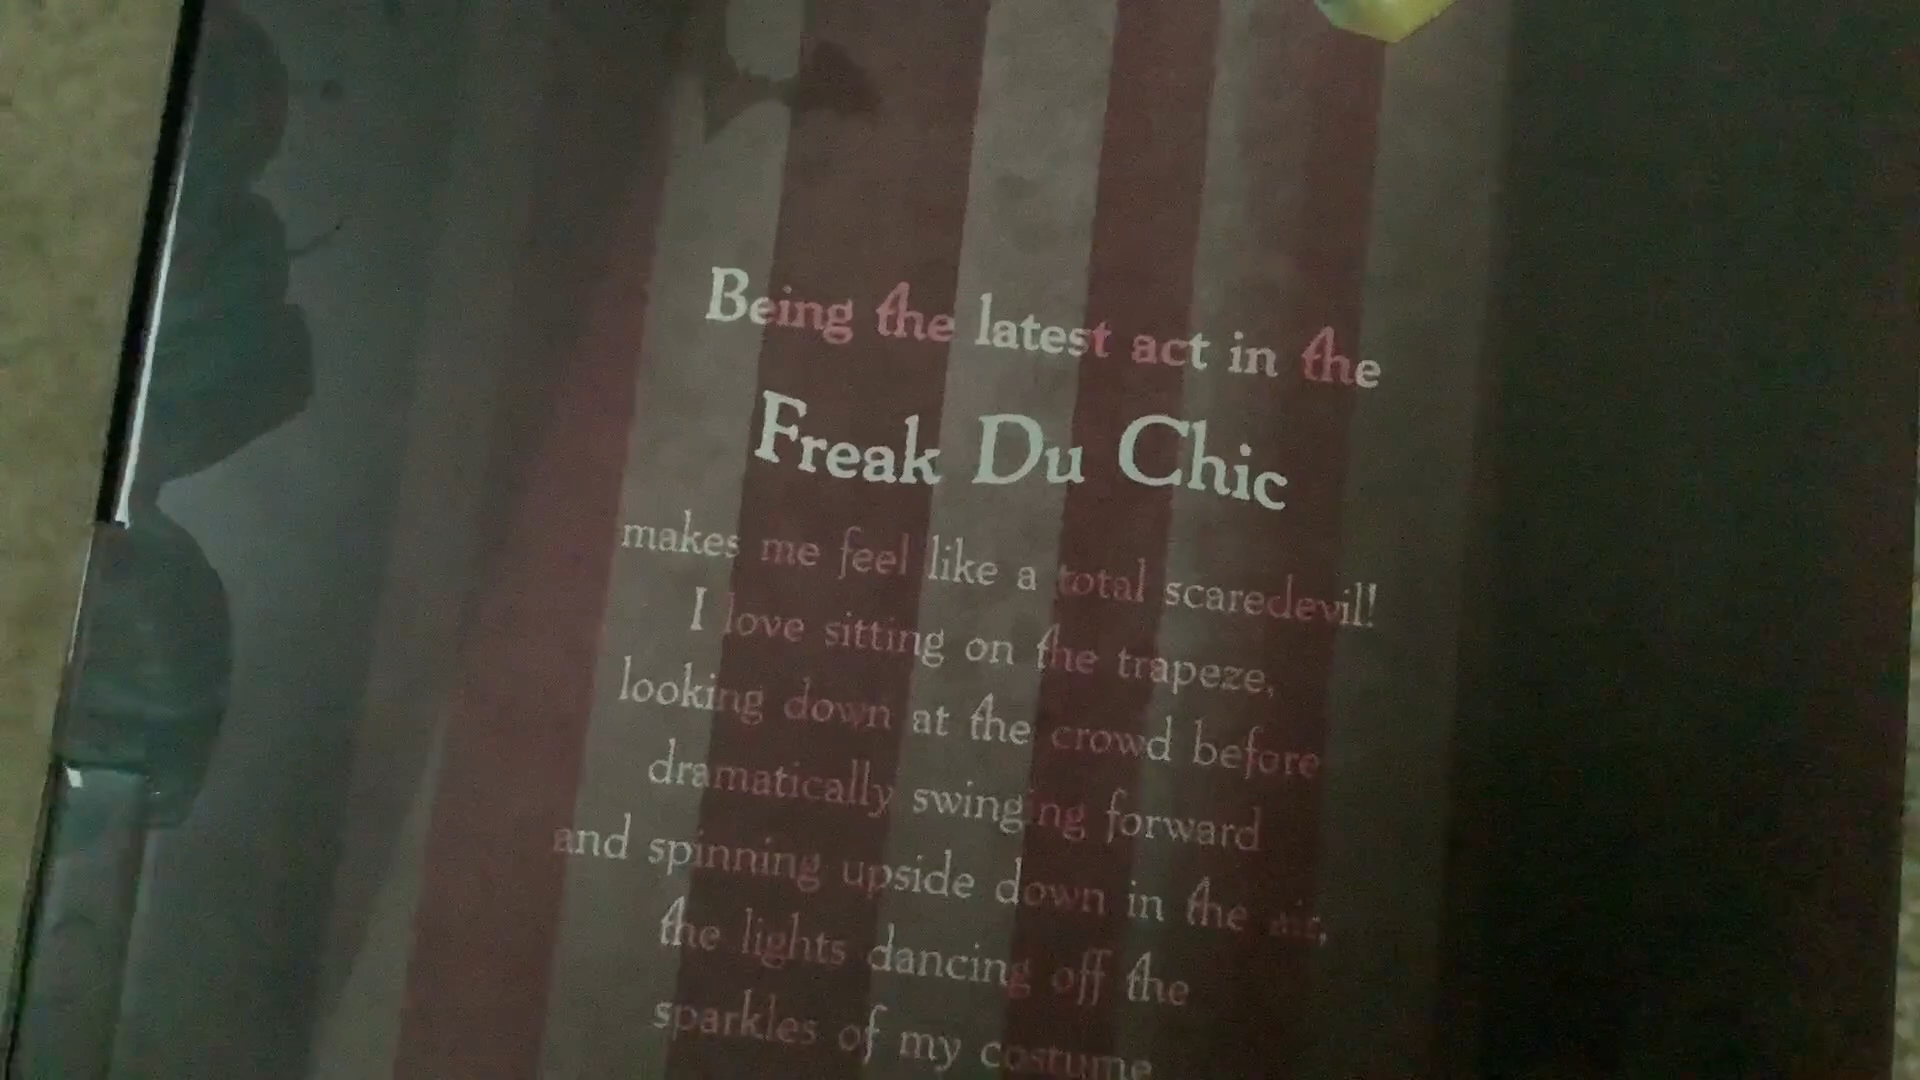 Being the latest act in the
Freak Du Chic
makes me feel like a total scaredevil!
I love sitting on the trapeze,
looking down at the crowd before
dramatically swinging forward
and spinning upside down in the air,
the lights dancing off the
sparkles of my costume